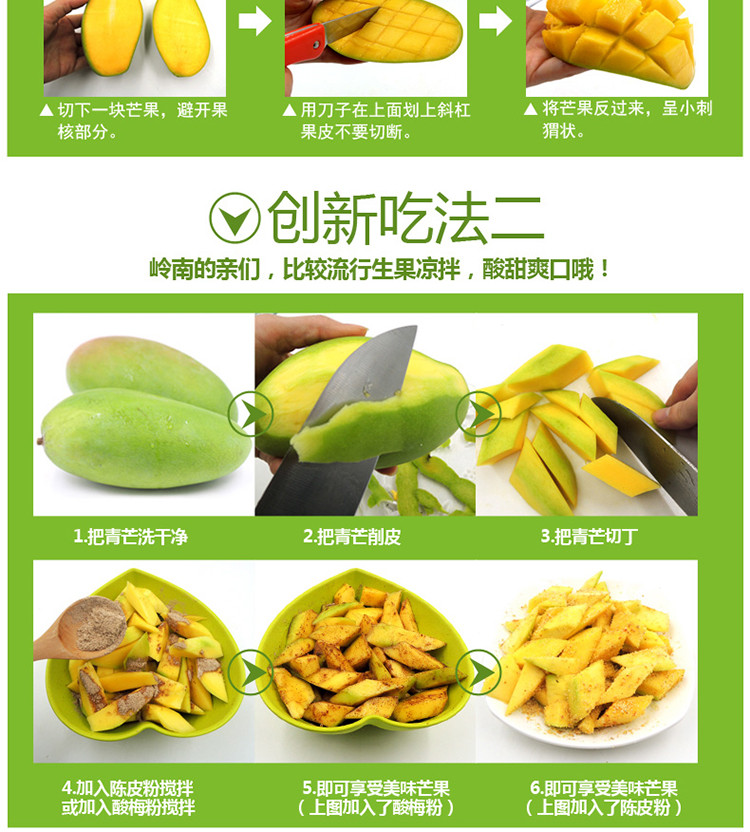 ▲切下一块芒果，避开果
核部分。
▲用刀子在上面划上斜杠
果皮不要切断。
▲将芒果反过来，呈小刺
猬状。
创新吃法二
岭南的亲们，比较流行生果凉拌，酸甜爽口哦！
1.把青芒洗干净
2.把青芒削皮
3.把青芒切丁
4.加入陈皮粉搅拌
或加入酸梅粉搅拌
5.即可享受美味芒果
（上图加入了酸梅粉）
6.即可享受美味芒果
（上图加入了陈皮粉）